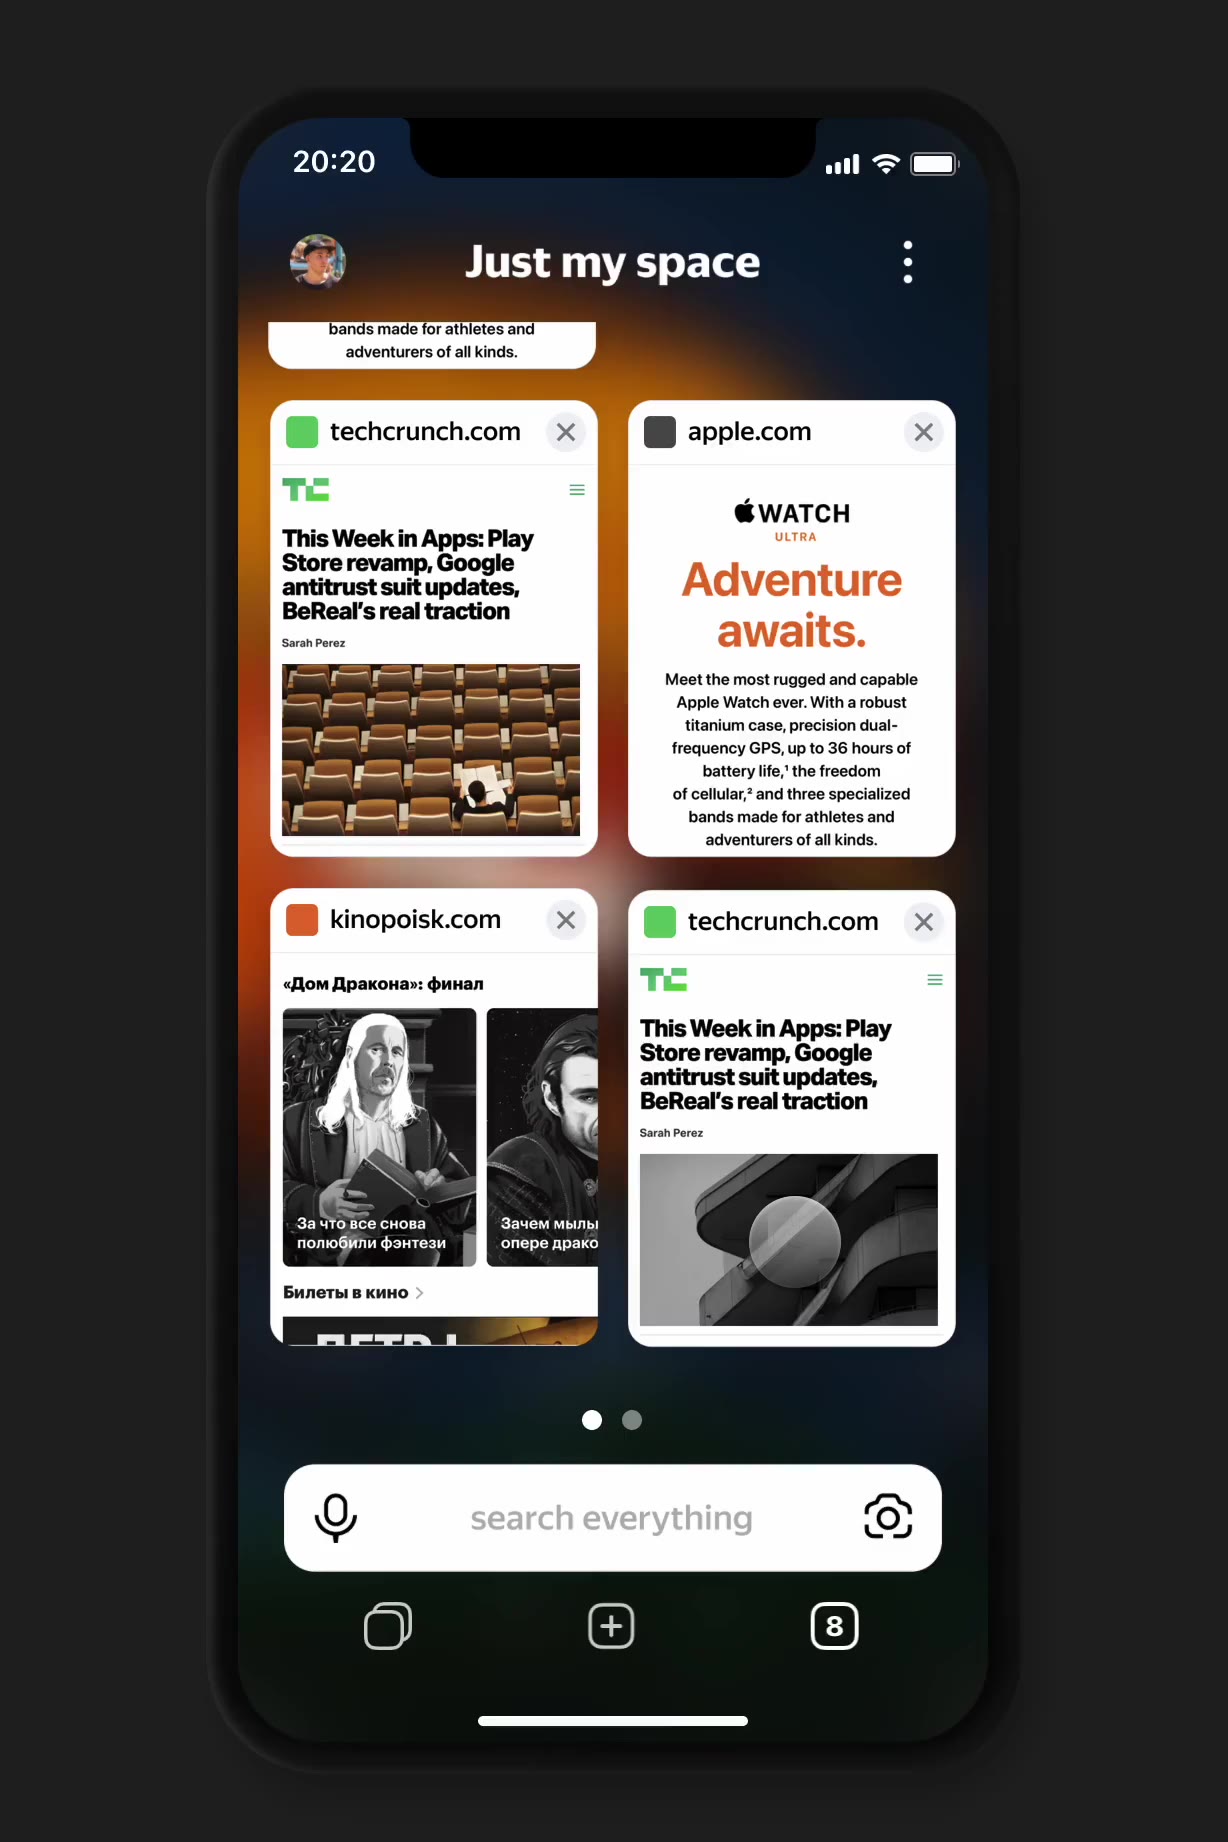 20:20
Just my space
bands made for athletes and
adventurers of all kinds.
techcrunch.com
TC
This Week in Apps: Play
Store revamp, Google
antitrust suit updates,
BeReal’s real traction
Sarah Perez
apple.com
WATCH
ULTRA
Adventure
awaits.
Meet the most rugged and capable
Apple Watch ever. With a robust
titanium case, precision dual-
frequency GPS, up to 36 hours of
battery life,¹ the freedom
of cellular,² and three specialized
bands made for athletes and
adventurers of all kinds.
kinopoisk.com
«Дом Дракона»: финал
За что все снова
полюбили фэнтези
Зачем
опере
Билеты в кино >
techcrunch.com
TC
This Week in Apps: Play
Store revamp, Google
antitrust suit updates,
BeReal’s real traction
Sarah Perez
search everything
8